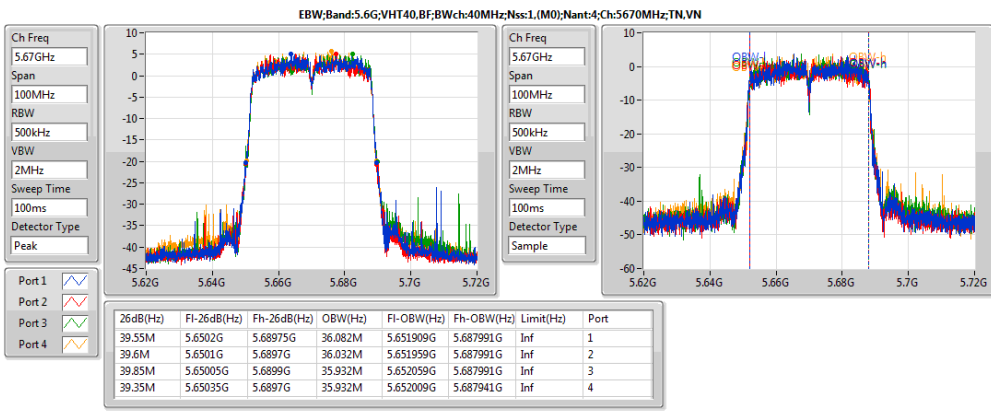 EBW;Band:5.6G;VHT40,BF;BWch:40MHz;Nss:1,(M0);Nant:4;Ch:5670MHz;TN,VN
Ch Freq
5.67GHz
Span
100MHz
RBW
500kHz
VBW
2MHz
Sweep Time
100ms
Detector Type
Peak
10
5
0
-5
-10
-15
-20
-25
-30
-35
-40
-45
5.62G 5.64G 5.66G 5.68G 5.7G 5.72G
Ch Freq
5.67GHz
Span
100MHz
RBW
500kHz
VBW
2MHz
Sweep Time
100ms
Detector Type
Sample
10
0
-10
-20
-30
-40
-50
-60
5.62G 5.64G 5.66G 5.68G 5.7G 5.72G
Port 1
Port 2
Port 3
Port 4
26dB(Hz) Fl-26dB(Hz) Fh-26dB(Hz) OBW(Hz) Fl-OBW(Hz) Fh-OBW(Hz) Limit(Hz) Port
39.55M 5.6502G 5.68975G 36.082M 5.651909G 5.687991G Inf 1
39.6M 5.6501G 5.6897G 36.032M 5.651959G 5.687991G Inf 2
39.85M 5.65005G 5.6899G 35.932M 5.652059G 5.687991G Inf 3
39.35M 5.65035G 5.6897G 35.932M 5.652009G 5.687941G Inf 4